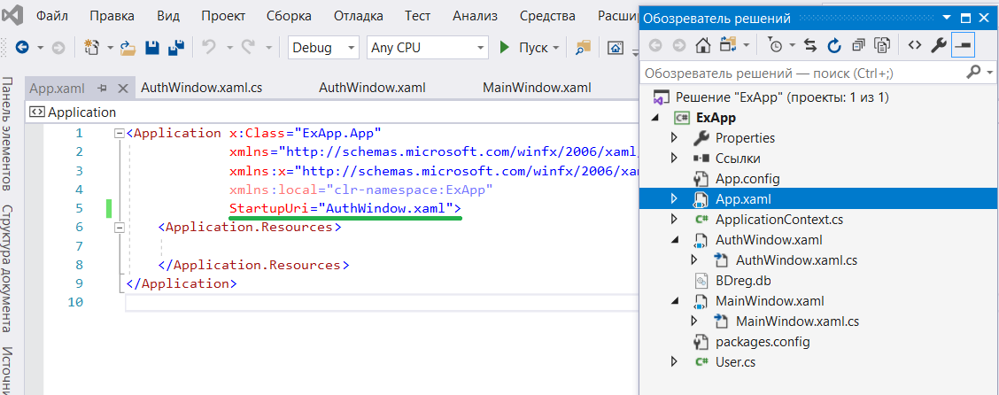 Файл Вид Проект Сборка Отладка Тест Анализ Средства Расшир
Debug Any CPU Пуск
App.xaml AuthWindow.xaml.cs AuthWindow.xaml MainWindow.xaml
Application
1 <Application x:Class="ExApp.App"
2 xmlns="http://schemas.microsoft.com/winfx/2006/xaml/
3 xmlns:x="http://schemas.microsoft.com/winfx/2006/xa
4 xmlns:local="clr-namespace:ExApp"
5 StartupUri="AuthWindow.xaml">
6 <Application.Resources>
7
8 </Application.Resources>
9 </Application>
10
Панель элементов
Структура документа
Источни
Обозреватель решений
Обозреватель решений — поиск (Ctrl+;)
Решение "ExApp" (проекты: 1 из 1)
C# ExApp
Properties
Ссылки
App.config
App.xaml
C# ApplicationContext.cs
AuthWindow.xaml
AuthWindow.xaml.cs
BDreg.db
MainWindow.xaml
MainWindow.xaml.cs
packages.config
C# User.cs